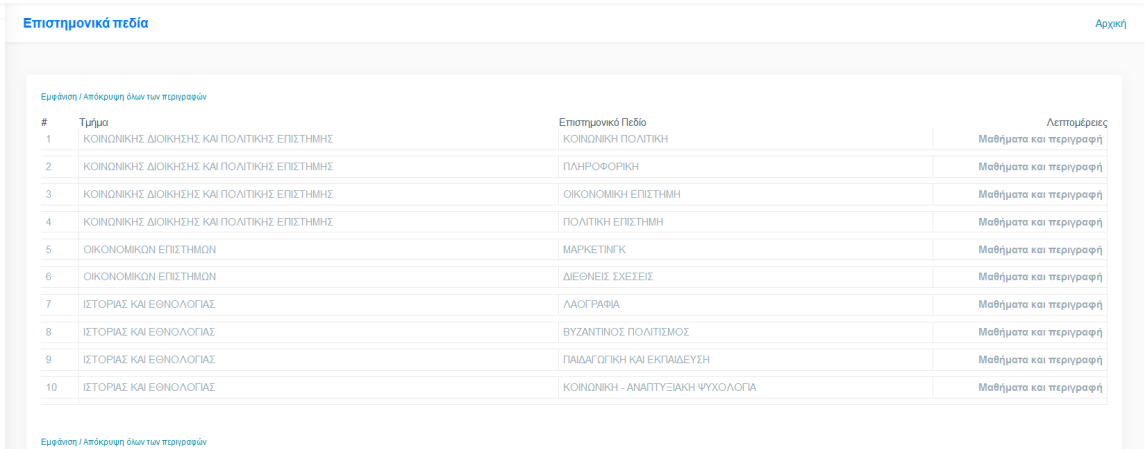 Επιστημονικά πεδία Αρχική
Εμφάνιση / Απόκρυψη όλων των περιγραφών
# Τμήμα Επιστημονικό Πεδίο Λεπτομέρειες
1 ΚΟΙΝΩΝΙΚΗΣ ΔΙΟΙΚΗΣΗΣ ΚΑΙ ΠΟΛΙΤΙΚΗΣ ΕΠΙΣΤΗΜΗΣ ΚΟΙΝΩΝΙΚΗ ΠΟΛΙΤΙΚΗ Μαθήματα και περιγραφή
2 ΚΟΙΝΩΝΙΚΗΣ ΔΙΟΙΚΗΣΗΣ ΚΑΙ ΠΟΛΙΤΙΚΗΣ ΕΠΙΣΤΗΜΗΣ ΠΛΗΡΟΦΟΡΙΚΗ Μαθήματα και περιγραφή
3 ΚΟΙΝΩΝΙΚΗΣ ΔΙΟΙΚΗΣΗΣ ΚΑΙ ΠΟΛΙΤΙΚΗΣ ΕΠΙΣΤΗΜΗΣ ΟΙΚΟΝΟΜΙΚΗ ΕΠΙΣΤΗΜΗ Μαθήματα και περιγραφή
4 ΚΟΙΝΩΝΙΚΗΣ ΔΙΟΙΚΗΣΗΣ ΚΑΙ ΠΟΛΙΤΙΚΗΣ ΕΠΙΣΤΗΜΗΣ ΠΟΛΙΤΙΚΗ ΕΠΙΣΤΗΜΗ Μαθήματα και περιγραφή
5 ΟΙΚΟΝΟΜΙΚΩΝ ΕΠΙΣΤΗΜΩΝ ΜΑΡΚΕΤΙΝΓΚ Μαθήματα και περιγραφή
6 ΟΙΚΟΝΟΜΙΚΩΝ ΕΠΙΣΤΗΜΩΝ ΔΙΕΘΝΕΙΣ ΣΧΕΣΕΙΣ Μαθήματα και περιγραφή
7 ΙΣΤΟΡΙΑΣ ΚΑΙ ΕΘΝΟΛΟΓΙΑΣ ΛΑΟΓΡΑΦΙΑ Μαθήματα και περιγραφή
8 ΙΣΤΟΡΙΑΣ ΚΑΙ ΕΘΝΟΛΟΓΙΑΣ ΒΥΖΑΝΤΙΝΟΣ ΠΟΛΙΤΙΣΜΟΣ Μαθήματα και περιγραφή
9 ΙΣΤΟΡΙΑΣ ΚΑΙ ΕΘΝΟΛΟΓΙΑΣ ΠΑΙΔΑΓΩΓΙΚΗ ΚΑΙ ΕΚΠΑΙΔΕΥΣΗ Μαθήματα και περιγραφή
10 ΙΣΤΟΡΙΑΣ ΚΑΙ ΕΘΝΟΛΟΓΙΑΣ ΚΟΙΝΩΝΙΚΗ - ΑΝΑΠΤΥΞΙΑΚΗ ΨΥΧΟΛΟΓΙΑ Μαθήματα και περιγραφή
Εμφάνιση / Απόκρυψη όλων των περιγραφών